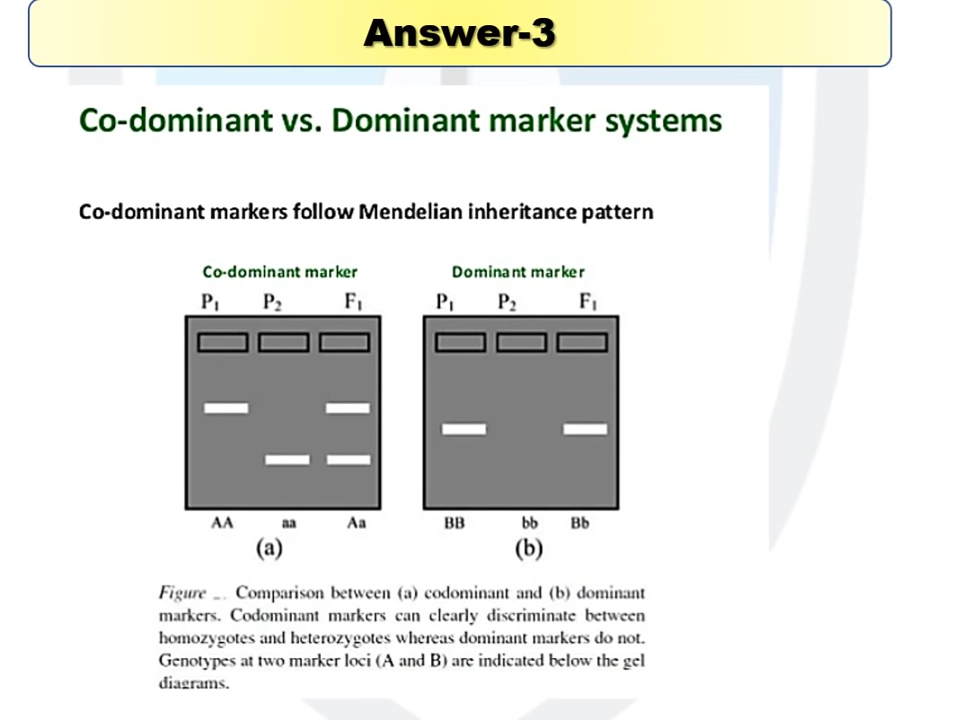 Answer-3
Co-dominant vs. Dominant marker systems
Co-dominant markers follow Mendelian inheritance pattern
Co-dominant marker Dominant marker
P₁ P₂ F₁ P₁ P₂ F₁
AA aa Aa BB bb Bb
(a) (b)
Figure Comparison between (a) codominant and (b) dominant
markers. Codominant markers can clearly discriminate between
homozygotes and heterozygotes whereas dominant markers do not.
Genotypes at two marker loci (A and B) are indicated below the gel
diagrams.